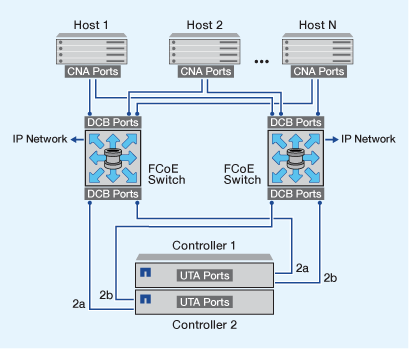 Host 1
Host 2
Host N
CNA Ports
CNA Ports
CNA Ports
DCB Ports
DCB Ports
IP Network
IP Network
FCoE
Switch
FCoE
Switch
DCB Ports
DCB Ports
Controller 1
UTA Ports
2a
2b
2b
2a
UTA Ports
Controller 2